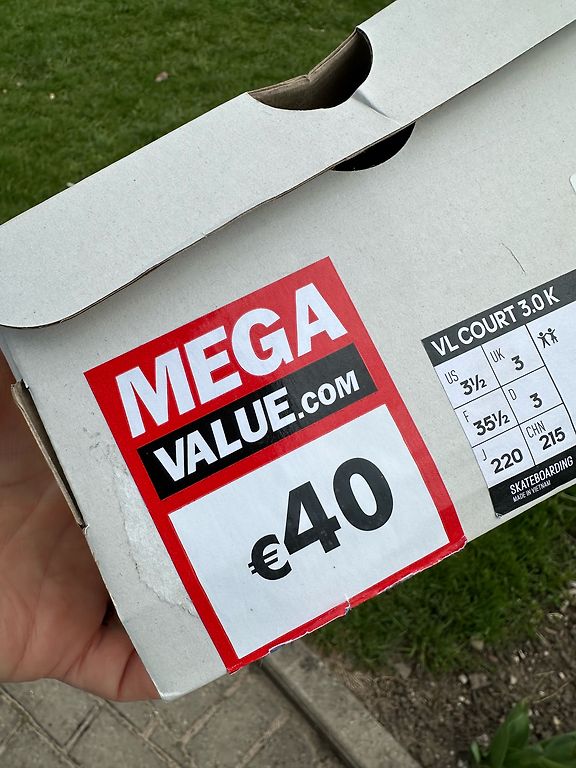 MEGA
VALUE.COM
€40
VL COURT 3.0 K
US 3½ UK 3
F 35½ D 3
J 220 CHN 215
SKATEBOARDING
MADE IN VIETNAM